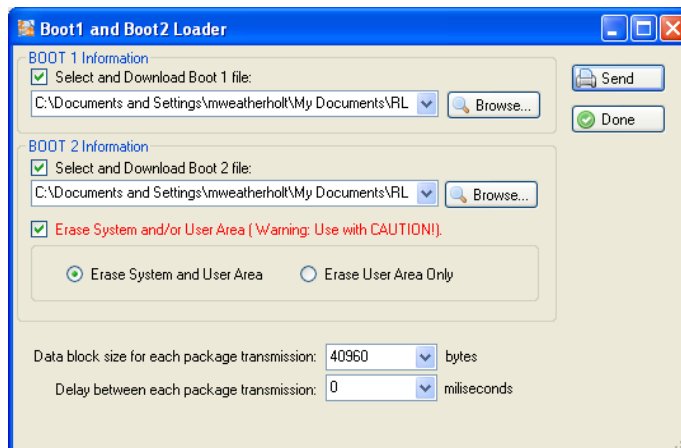 Boot1 and Boot2 Loader
BOOT 1 Information
Select and Download Boot 1 file:
C:\Documents and Settings\mweatherholt\My Documents\RL
Browse...
Send
Done
BOOT 2 Information
Select and Download Boot 2 file:
C:\Documents and Settings\mweatherholt\My Documents\RL
Browse...
Erase System and/or User Area ( Warning: Use with CAUTION!).
Erase System and User Area
Erase User Area Only
Data block size for each package transmission: 40960 bytes
Delay between each package transmission: 0 miliseconds